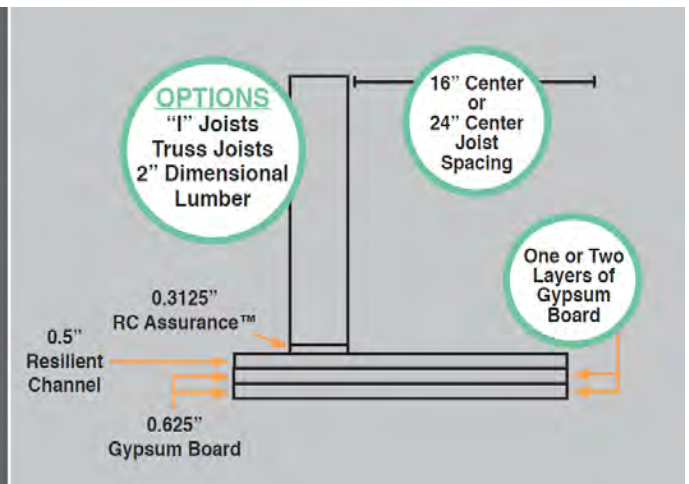 OPTIONS
“I” Joists
Truss Joists
2” Dimensional
Lumber
16” Center
or
24” Center
Joist
Spacing
One or Two
Layers of
Gypsum
Board
0.3125”
RC Assurance™
0.5”
Resilient
Channel
0.625”
Gypsum Board